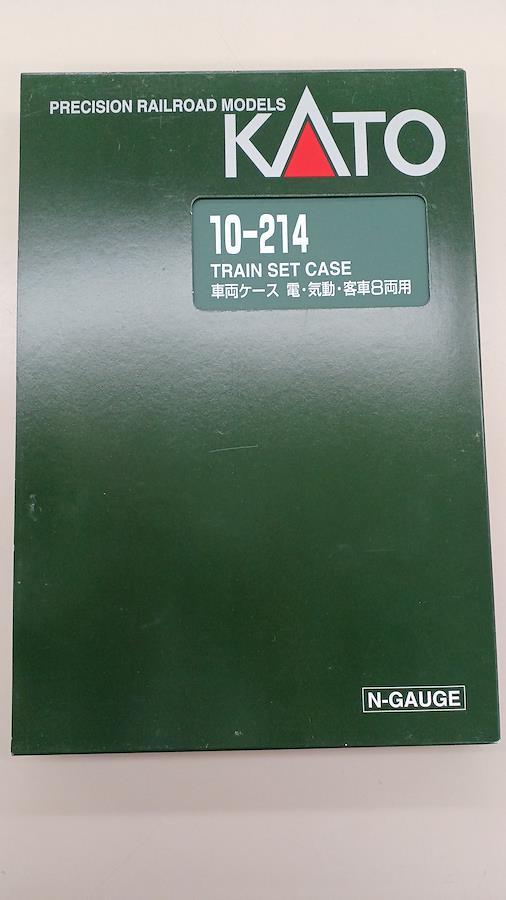 PRECISION RAILROAD MODELS
KATO
10-214
TRAIN SET CASE
車両ケース 電・気動・客車8両用
N-GAUGE